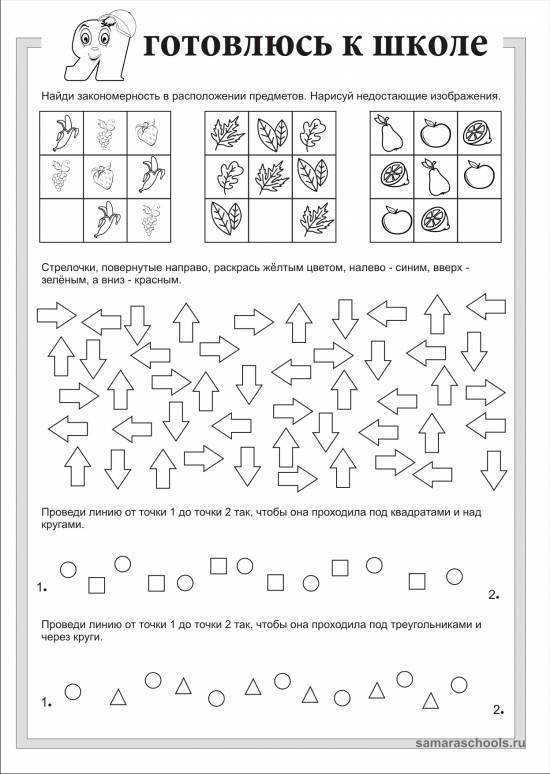 Я ГОТОВЛЮСЬ К ШКОЛЕ
Найди закономерность в расположении предметов. Нарисуй недостающие изображения.
Стрелочки, повернутые направо, раскрась жёлтым цветом, налево - синим, вверх -
зелёным, а вниз - красным.
Проведи линию от точки 1 до точки 2 так, чтобы она проходила под квадратами и над
кругами.
1.
2.
Проведи линию от точки 1 до точки 2 так, чтобы она проходила под треугольниками и
через круги.
1.
2.
samaraschools.ru